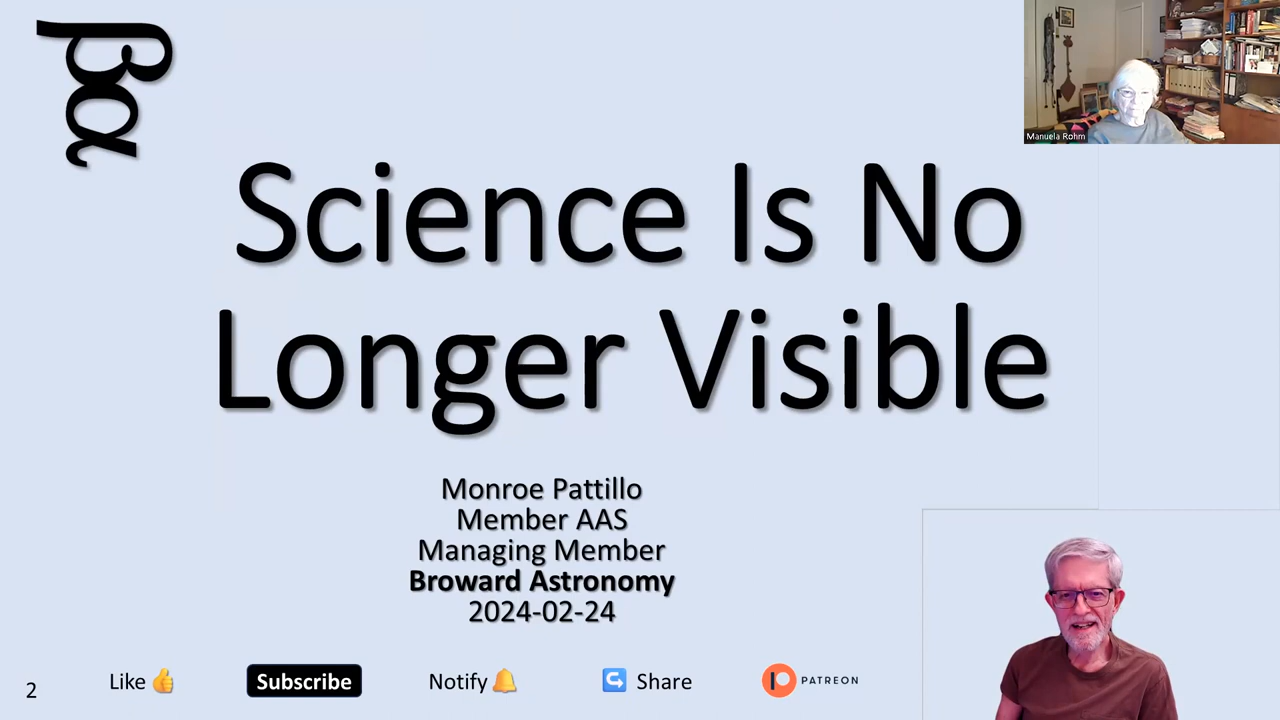 βα
Manuela Rohm
Science Is No
Longer Visible
Monroe Pattillo
Member AAS
Managing Member
Broward Astronomy
2024-02-24
2
Like
Subscribe
Notify
Share
PATREON